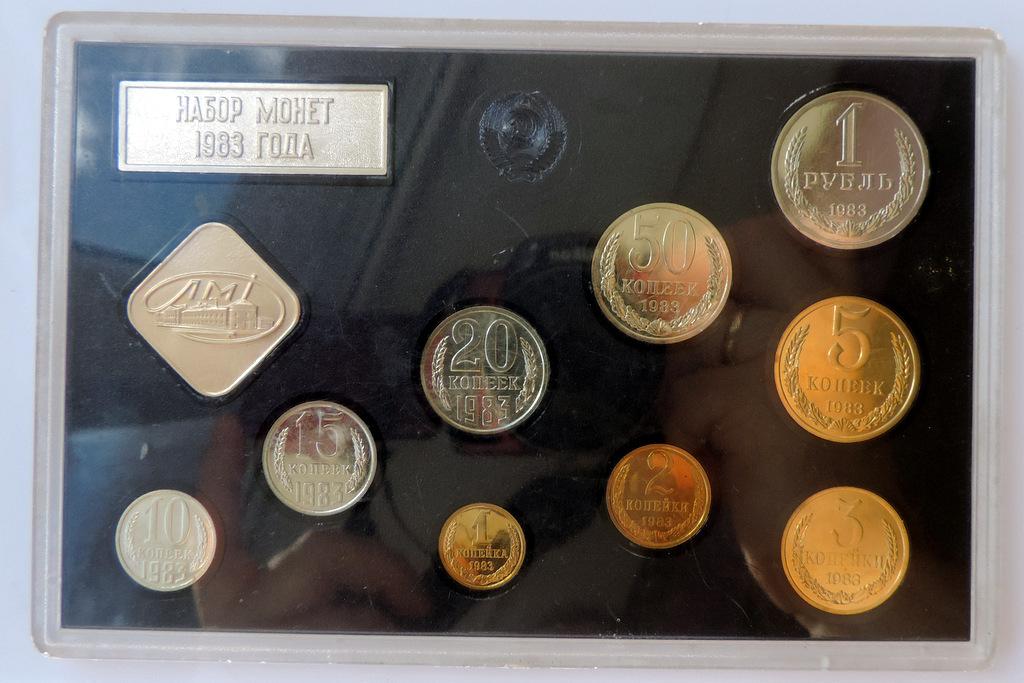 НАБОР МОНЕТ
1983 ГОДА
1
РУБЛЬ
1983
50
КОПЕЕК
1983
ЛМД
20
КОПЕЕК
1983
5
КОПЕЕК
1983
15
КОПЕЕК
1983
2
КОПЕЙКИ
1983
10
КОПЕЕК
1983
1
КОПЕЙКА
1983
3
КОПЕЙКИ
1983